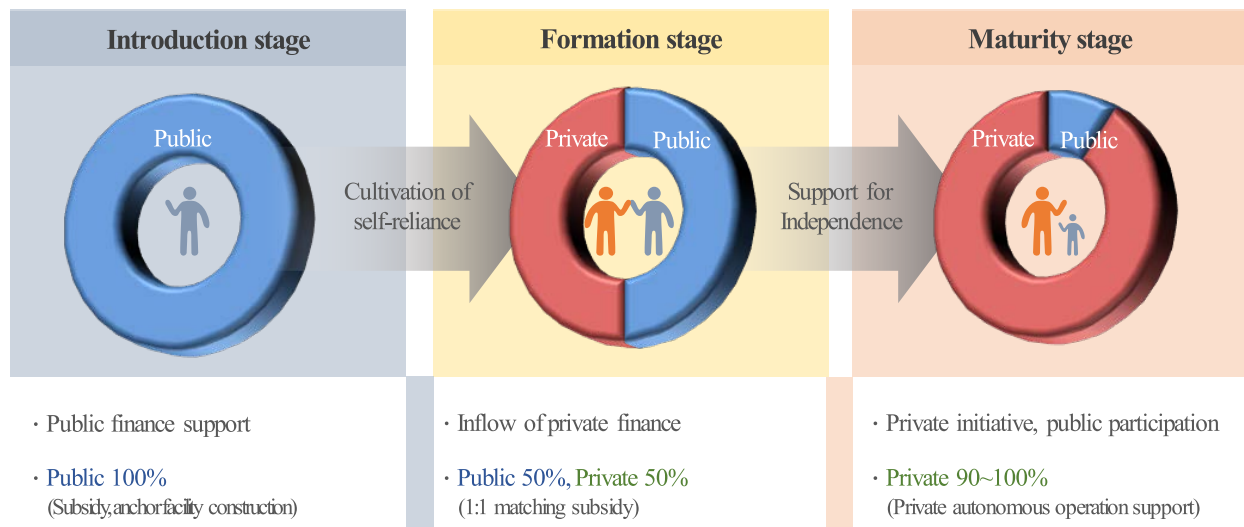 Introduction stage
Public
· Public finance support
· Public 100%
(Subsidy, anchor facility construction)
Cultivation of
self-reliance
Formation stage
Private
Public
· Inflow of private finance
· Public 50%, Private 50%
(1:1 matching subsidy)
Support for
Independence
Maturity stage
Private
Public
· Private initiative, public participation
· Private 90~100%
(Private autonomous operation support)